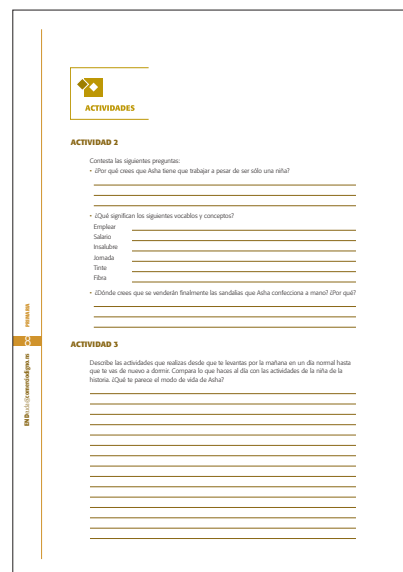 ACTIVIDADES
ACTIVIDAD 2
Contesta las siguientes preguntas:
• ¿Por qué crees que Asha tiene que trabajar a pesar de ser sólo una niña?
• ¿Qué significan los siguientes vocablos y conceptos?
Emplear
Salario
Insalubre
Jornada
Tinte
Fibra
• ¿Dónde crees que se venderán finalmente las sandalias que Asha confecciona a mano? ¿Por qué?
ACTIVIDAD 3
Describe las actividades que realizas desde que te levantas por la mañana en un día normal hasta
que te vas de nuevo a dormir. Compara lo que haces al día con las actividades de la niña de la
historia. ¿Qué te parece el modo de vida de Asha?
PRIMARIA
8